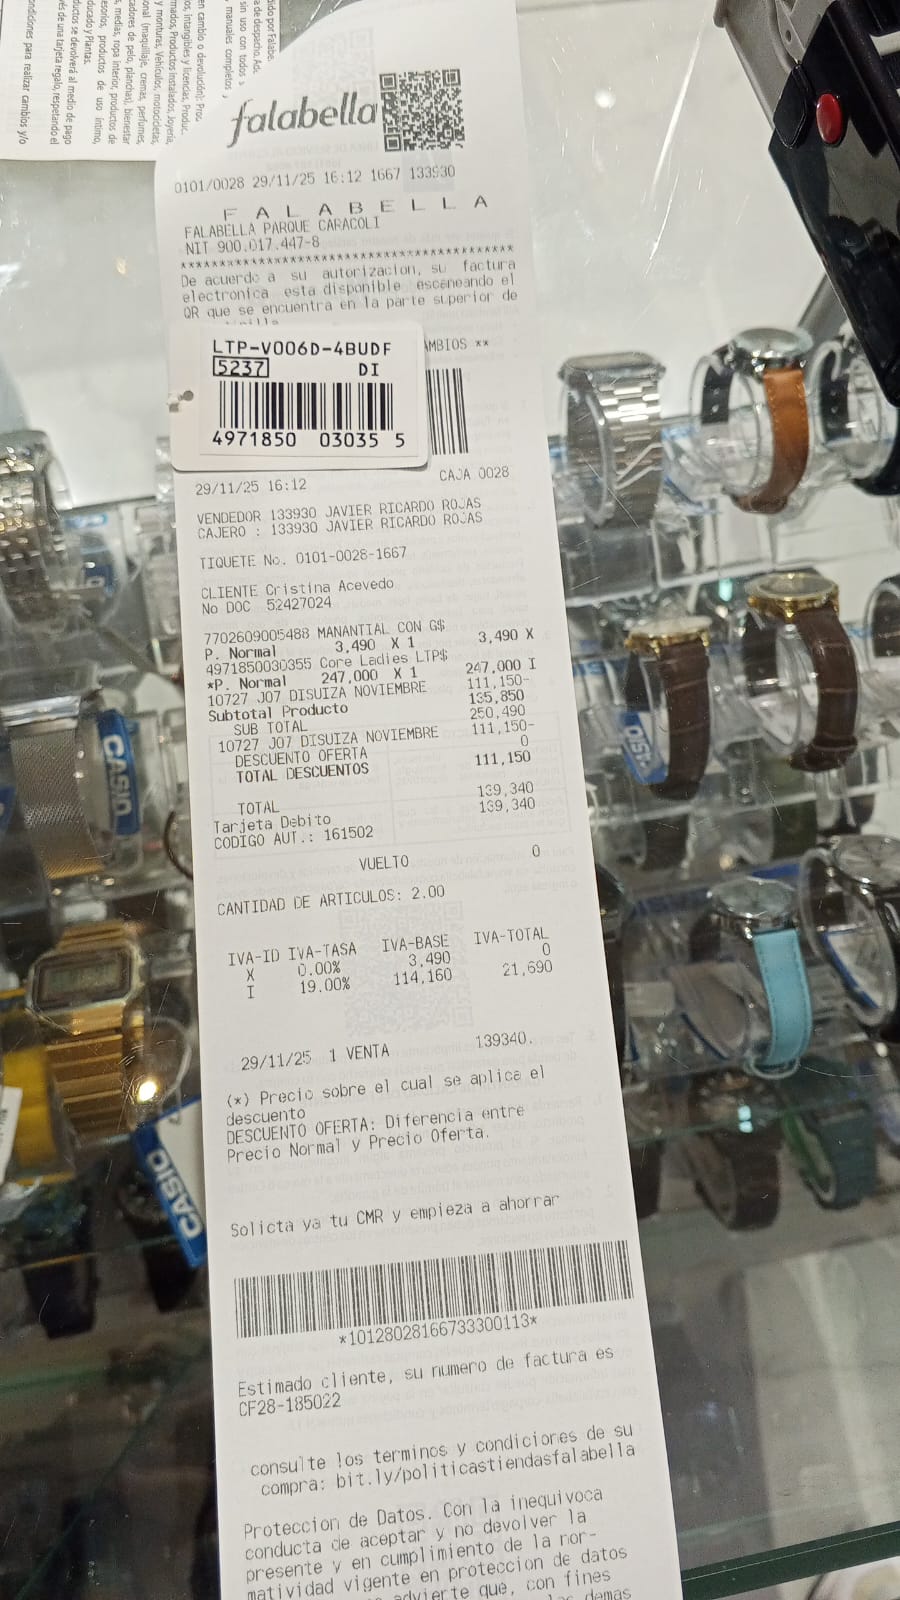 falabella
0101/0028 29/11/25 16:12 1667 133930
F A L A B E L L A
FALABELLA PARQUE CARACOLI
NIT 900.017.447-8
****************************************
De acuerdo a su autorizacion, su factura
electronica esta disponible escaneando el
QR que se encuentra en la parte superior de
LTP-V006D-4BUDF
5237 DI
4971850 03035 5
AMBIOS **
29/11/25 16:12 CAJA 0028
VENDEDOR 133930 JAVIER RICARDO ROJAS
CAJERO : 133930 JAVIER RICARDO ROJAS
TIQUETE No. 0101-0028-1667
CLIENTE Cristina Acevedo
No DOC 52427024
7702609005488 MANANTIAL CON G$
P. Normal 3,490 X 1 3,490 X
4971850030355 Core Ladies LTP$
*P. Normal 247,000 X 1 247,000 I
10727 J07 DISUIZA NOVIEMBRE 111,150-
Subtotal Producto 135,850
SUB TOTAL 250,490
10727 J07 DISUIZA NOVIEMBRE 111,150-
DESCUENTO OFERTA 0
TOTAL DESCUENTOS 111,150
TOTAL 139,340
Tarjeta Debito 139,340
CODIGO AUT.: 161502
VUELTO 0
CANTIDAD DE ARTICULOS: 2.00
IVA-ID IVA-TASA IVA-BASE IVA-TOTAL
X 0.00% 3,490 0
I 19.00% 114,160 21,690
29/11/25 1 VENTA 139340.
(*) Precio sobre el cual se aplica el
descuento
DESCUENTO OFERTA: Diferencia entre
Precio Normal y Precio Oferta.
Solicta ya tu CMR y empieza a ahorrar
*10128028166733300113*
Estimado cliente, su numero de factura es
CF28-185022
consulte los terminos y condiciones de su
compra: bit.ly/politicastiendasfalabella
Proteccion de Datos. Con la inequivoca
conducta de aceptar y no devolver la
presente y en cumplimiento de la nor-
matividad vigente en proteccion de datos
advierte que, con fines
demas
CASIO
CASIO
CASIO